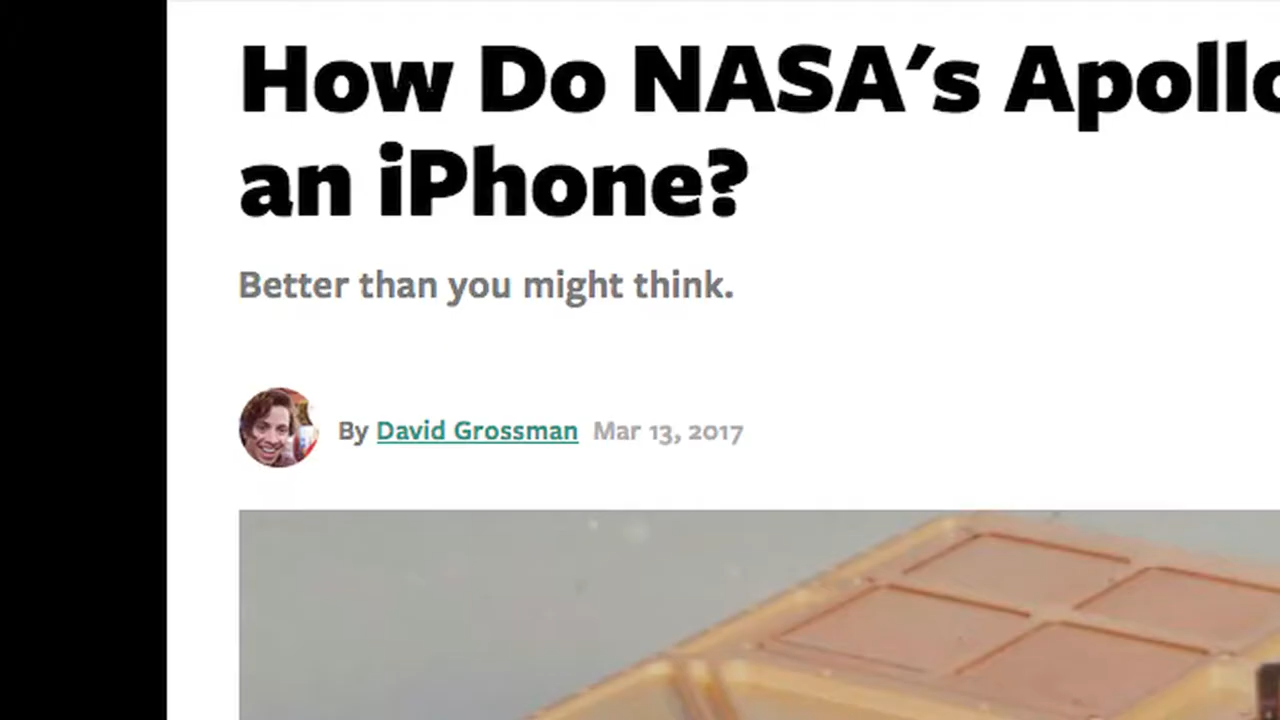 How Do NASA's Apollo
an iPhone?
Better than you might think.
By David Grossman Mar 13, 2017